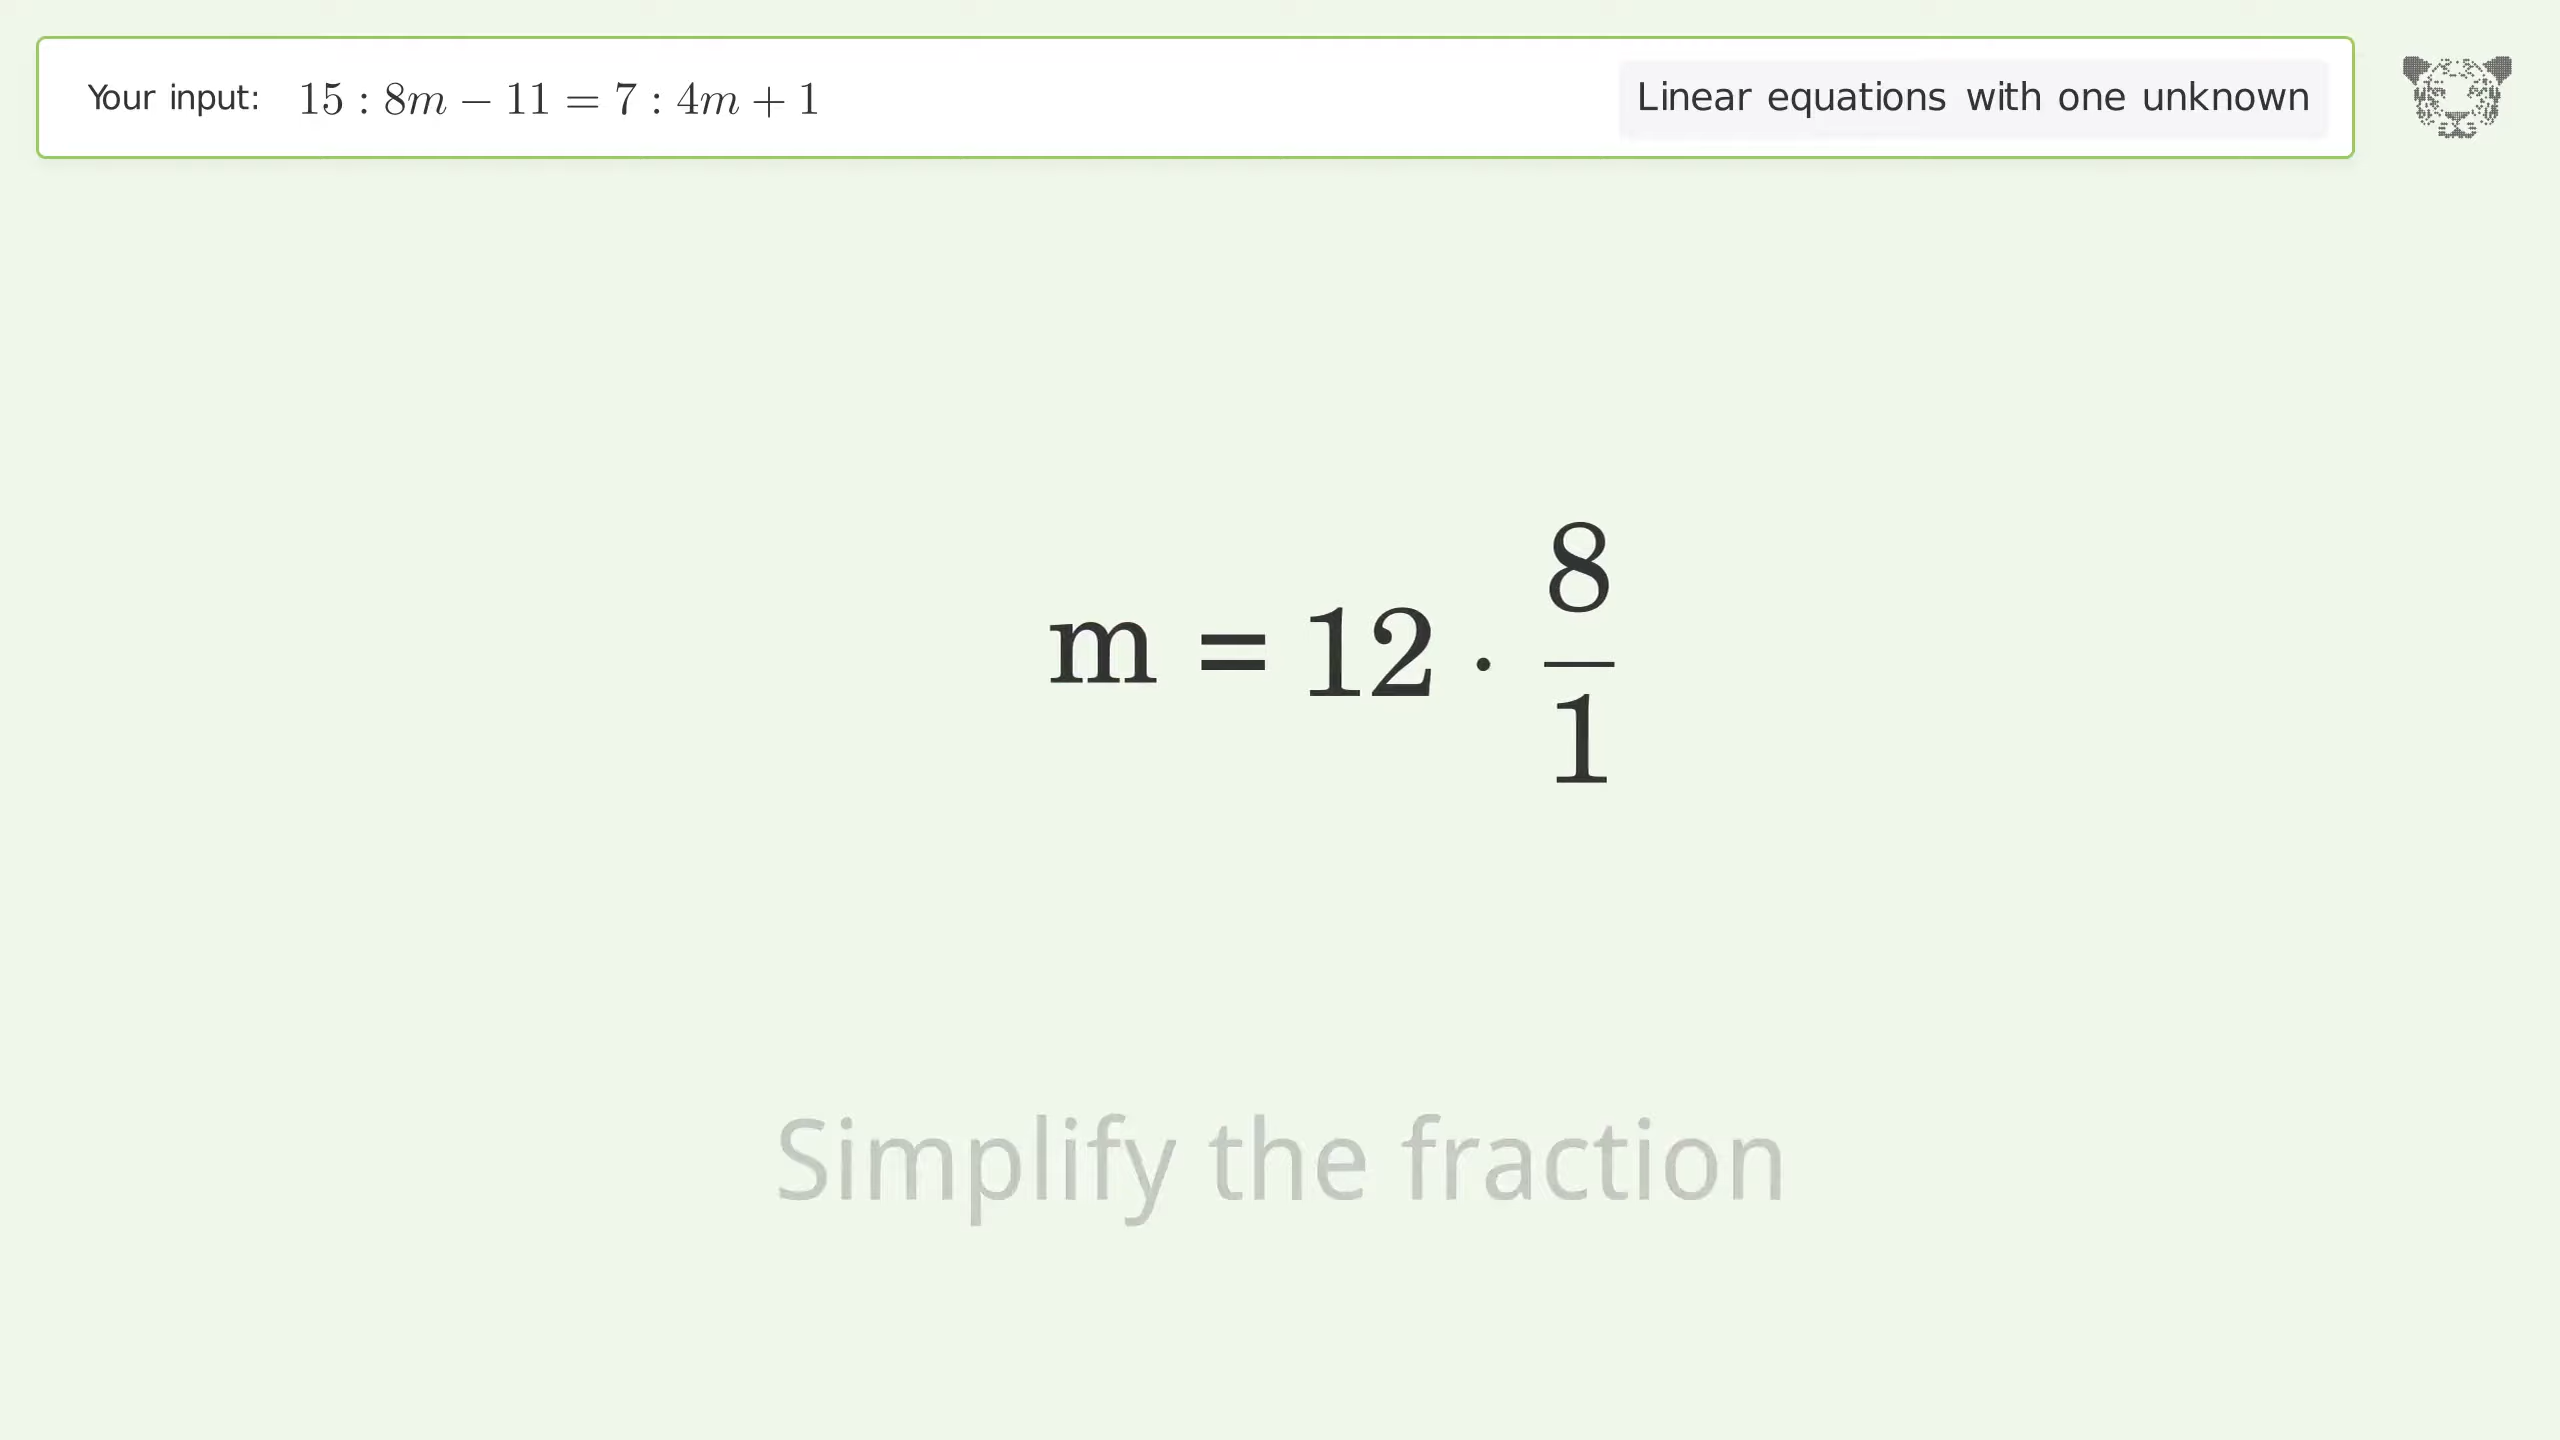 Your input: 15 : 8m − 11 = 7 : 4m + 1
Linear equations with one unknown
m = 12 · 8/1
Simplify the fraction